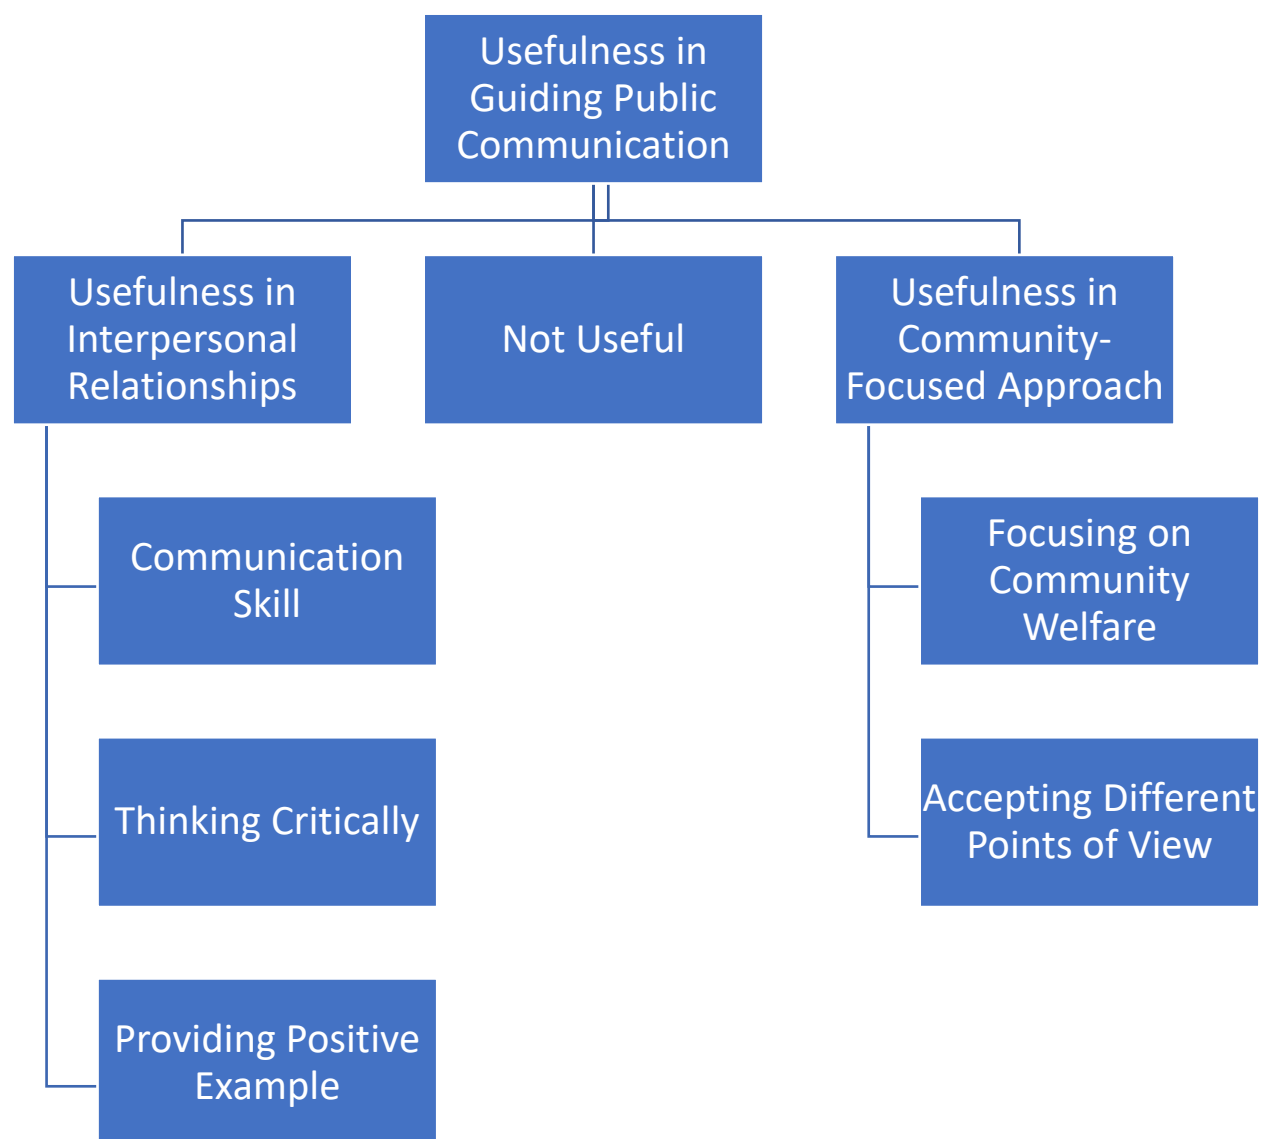 Usefulness in
Guiding Public
Communication
Usefulness in
Interpersonal
Relationships
Not Useful
Usefulness in
Community-
Focused Approach
Communication
Skill
Thinking Critically
Providing Positive
Example
Focusing on
Community
Welfare
Accepting Different
Points of View